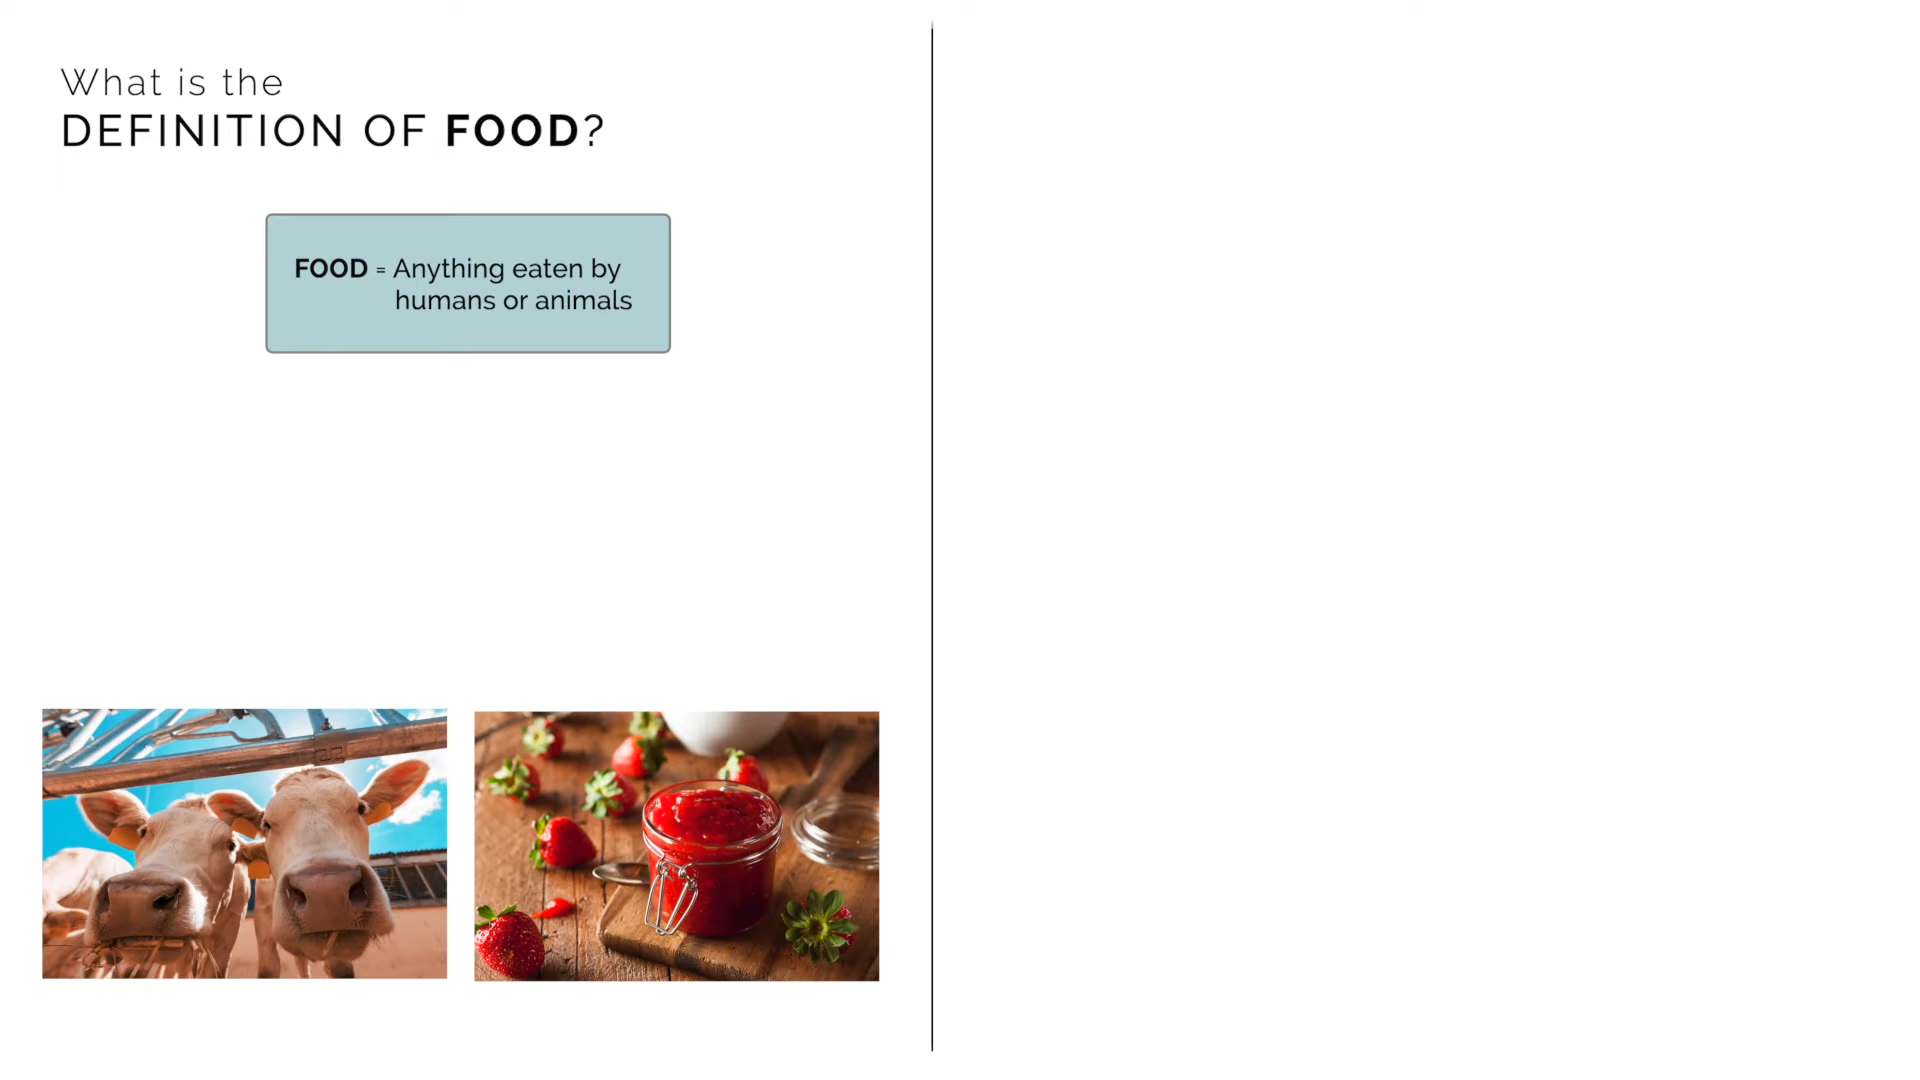 What is the
DEFINITION OF FOOD?
FOOD = Anything eaten by
humans or animals